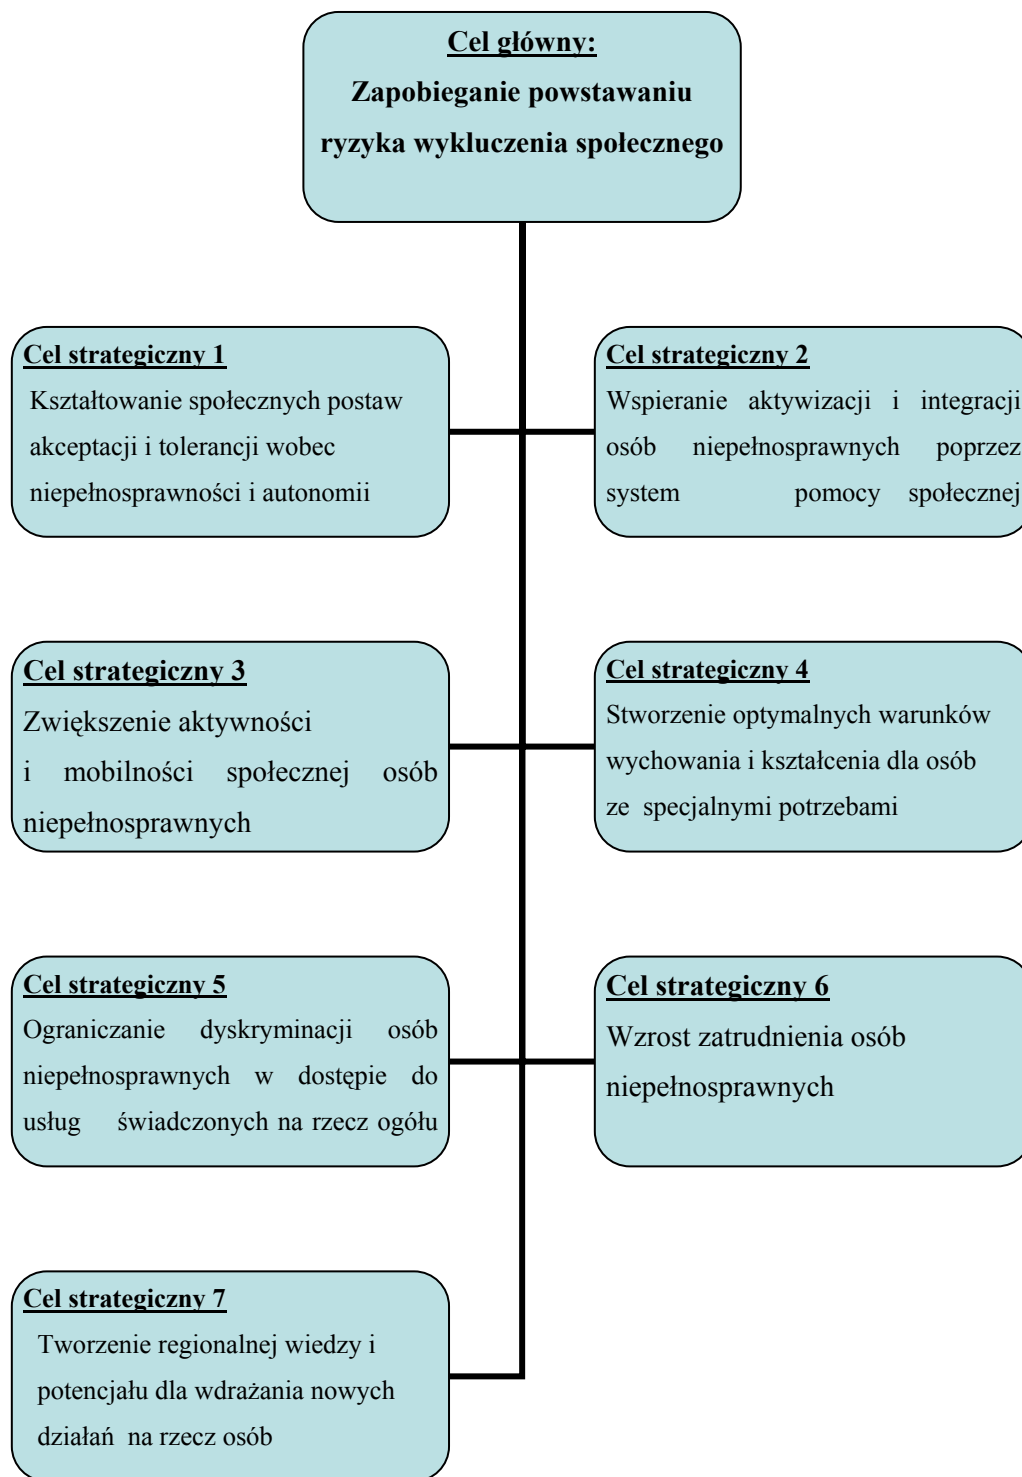 Cel główny:
Zapobieganie powstawaniu
ryzyka wykluczenia społecznego
Cel strategiczny 1
Kształtowanie społecznych postaw
akceptacji i tolerancji wobec
niepełnosprawności i autonomii
Cel strategiczny 2
Wspieranie aktywizacji i integracji
osób niepełnosprawnych poprzez
system pomocy społecznej
Cel strategiczny 3
Zwiększenie aktywności
i mobilności społecznej osób
niepełnosprawnych
Cel strategiczny 4
Stworzenie optymalnych warunków
wychowania i kształcenia dla osób
ze specjalnymi potrzebami
Cel strategiczny 5
Ograniczanie dyskryminacji osób
niepełnosprawnych w dostępie do
usług świadczonych na rzecz ogółu
Cel strategiczny 6
Wzrost zatrudnienia osób
niepełnosprawnych
Cel strategiczny 7
Tworzenie regionalnej wiedzy i
potencjału dla wdrażania nowych
działań na rzecz osób